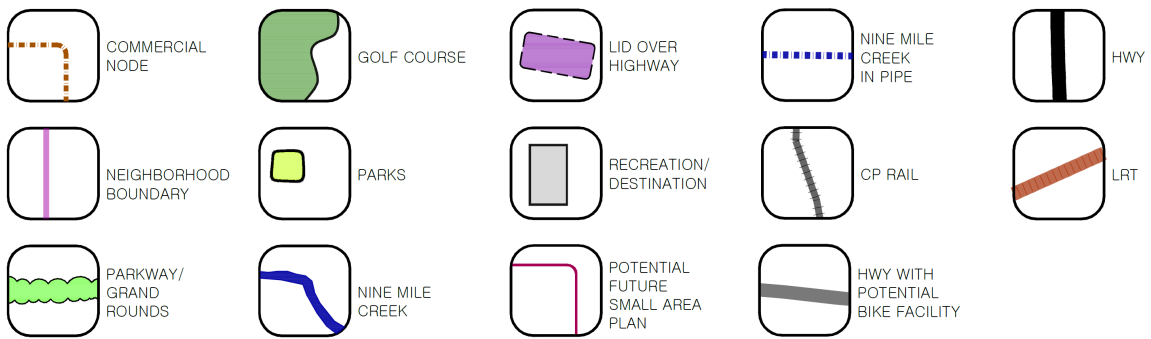 COMMERCIAL
NODE
GOLF COURSE
LID OVER
HIGHWAY
NINE MILE
CREEK
IN PIPE
HWY
NEIGHBORHOOD
BOUNDARY
PARKS
RECREATION/
DESTINATION
CP RAIL
LRT
PARKWAY/
GRAND
ROUNDS
NINE MILE
CREEK
POTENTIAL
FUTURE
SMALL AREA
PLAN
HWY WITH
POTENTIAL
BIKE FACILITY